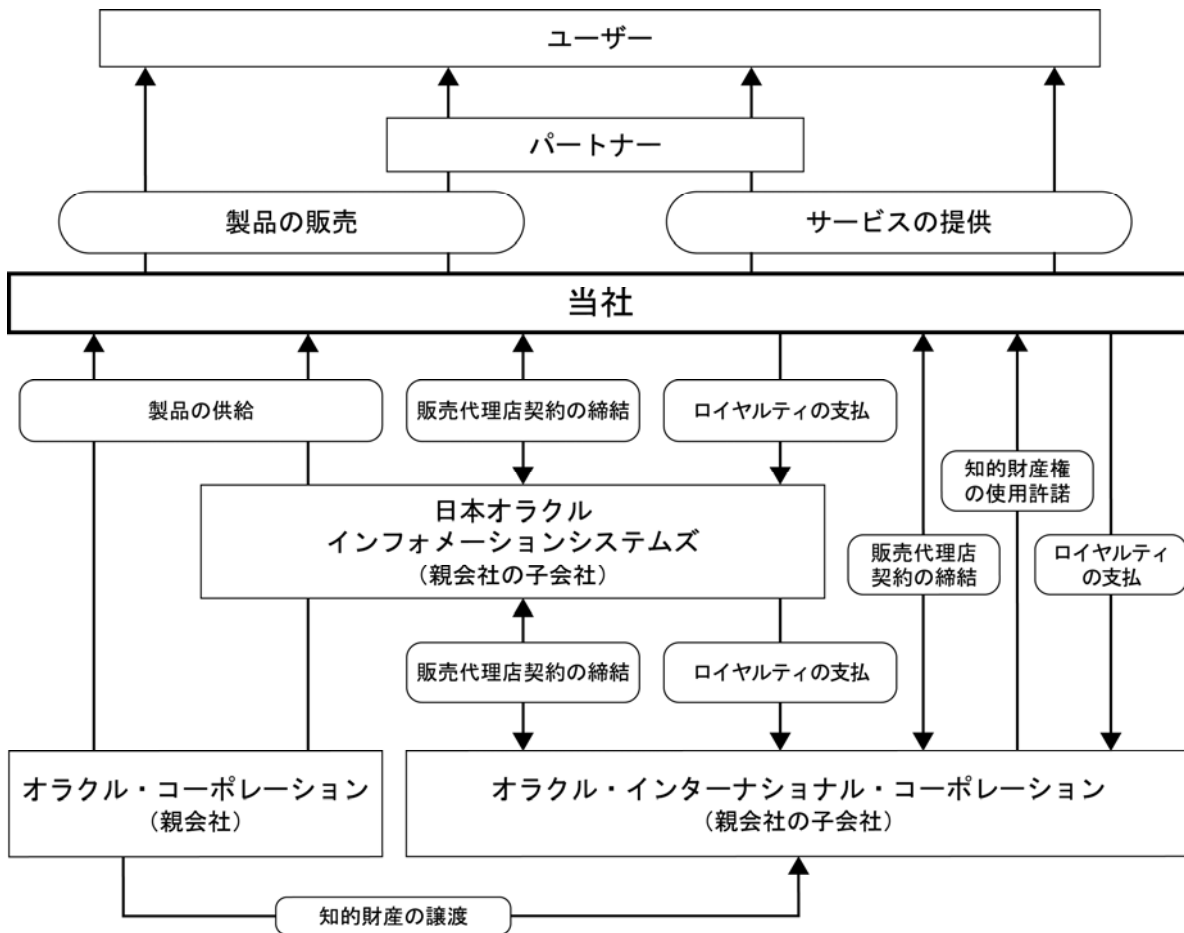 ユーザー
パートナー
製品の販売
サービスの提供
当社
製品の供給
販売代理店契約の締結
ロイヤルティの支払
知的財産権
の使用許諾
日本オラクル
インフォメーションシステムズ
（親会社の子会社）
販売代理店
契約の締結
ロイヤルティ
の支払
販売代理店契約の締結
ロイヤルティの支払
オラクル・コーポレーション
（親会社）
オラクル・インターナショナル・コーポレーション
（親会社の子会社）
知的財産の譲渡